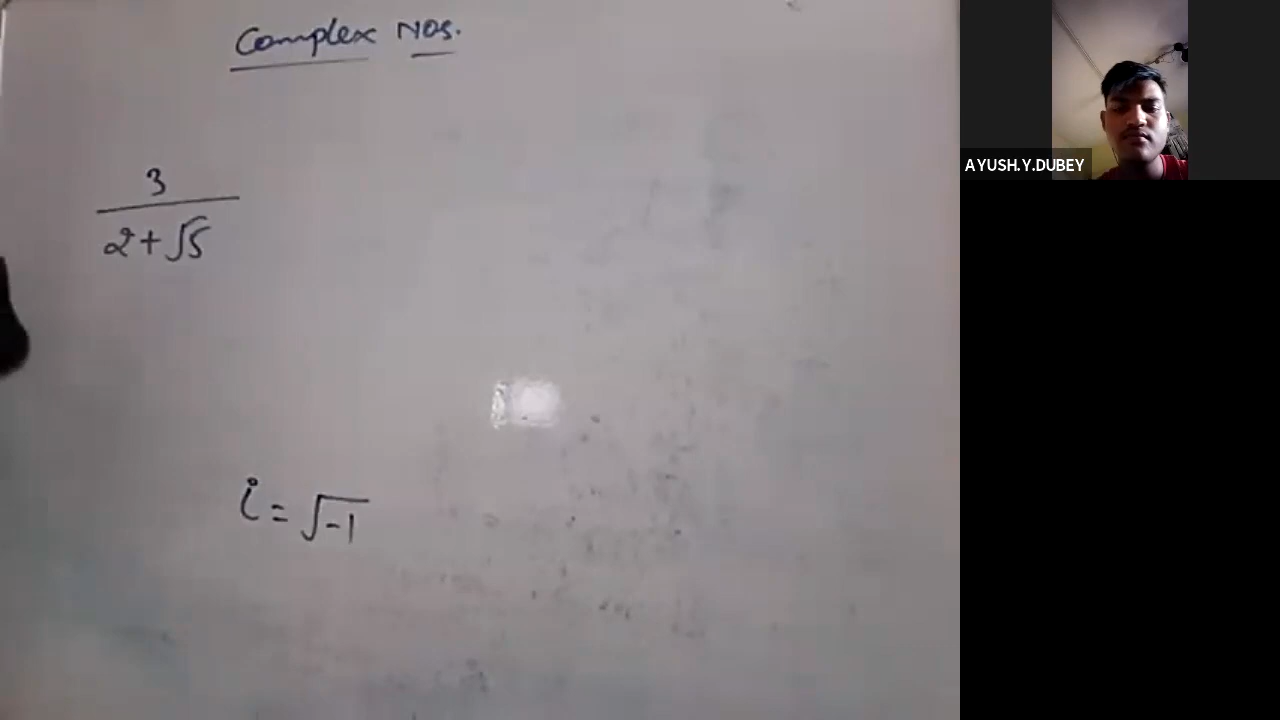 Complex Nos.
AYUSH.Y.DUBEY
3
2 + √5
i = √-1